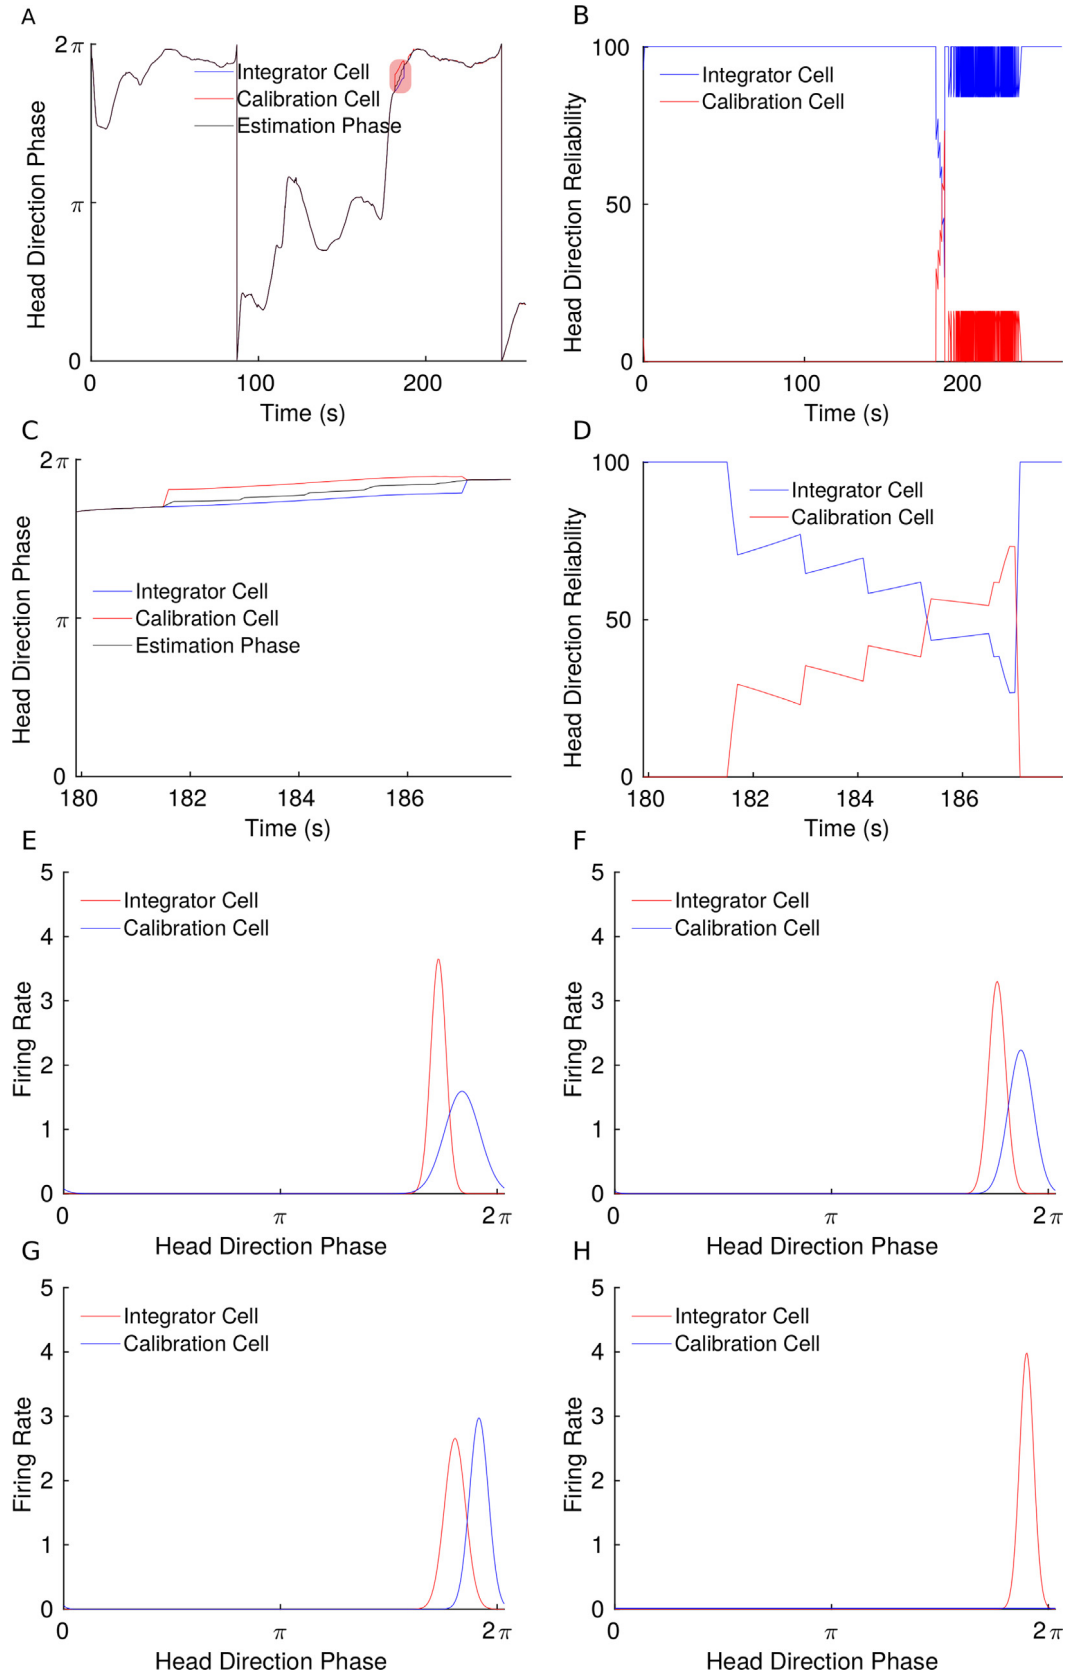 A
Head Direction Phase
2π
π
0
Integrator Cell
Calibration Cell
Estimation Phase
0
100
200
Time (s)
B
Head Direction Reliability
100
50
0
Integrator Cell
Calibration Cell
0
100
200
Time (s)
C
Head Direction Phase
2π
π
0
Integrator Cell
Calibration Cell
Estimation Phase
180
182
184
186
Time (s)
D
Head Direction Reliability
100
50
0
Integrator Cell
Calibration Cell
180
182
184
186
Time (s)
E
Firing Rate
5
4
3
2
1
0
Integrator Cell
Calibration Cell
0
π
2π
Head Direction Phase
F
Firing Rate
5
4
3
2
1
0
Integrator Cell
Calibration Cell
0
π
2π
Head Direction Phase
G
Firing Rate
5
4
3
2
1
0
Integrator Cell
Calibration Cell
0
π
2π
Head Direction Phase
H
Firing Rate
5
4
3
2
1
0
Integrator Cell
Calibration Cell
0
π
2π
Head Direction Phase